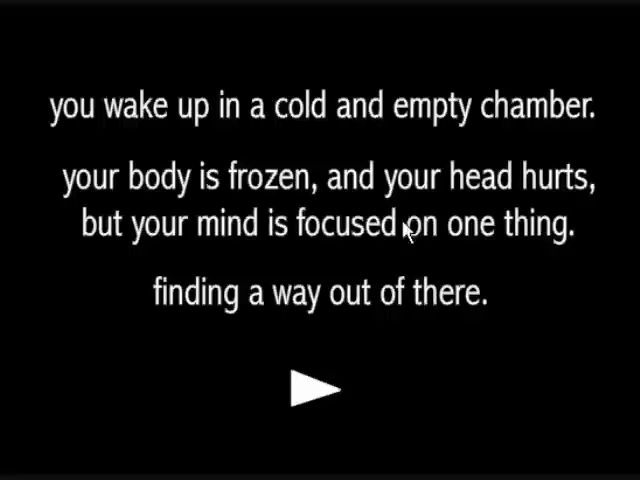 you wake up in a cold and empty chamber.
your body is frozen, and your head hurts,
but your mind is focused on one thing.
finding a way out of there.